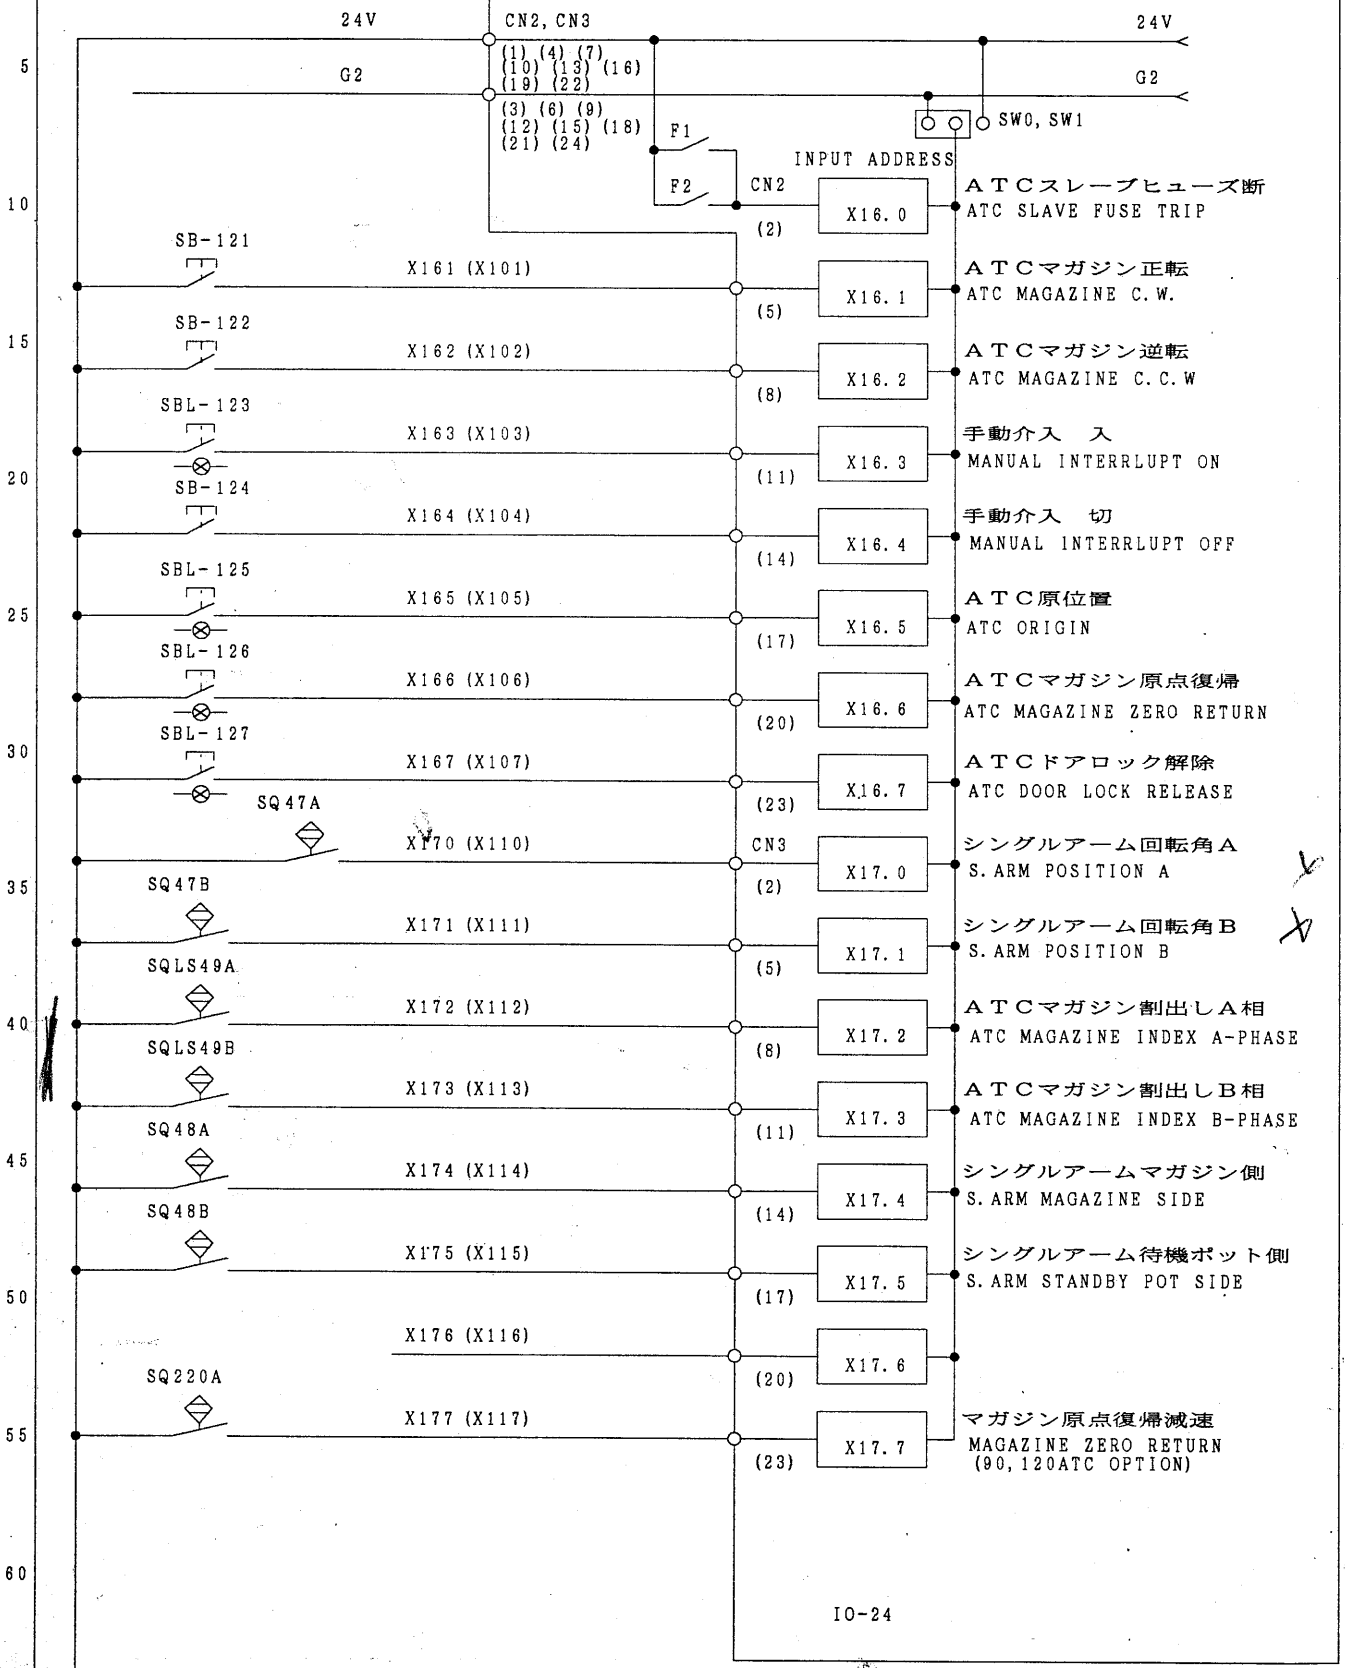 24V CN2, CN3 24V
(1) (4) (7)
5 (10) (13) (16)
G2 (19) (22) G2
(3) (6) (9)
(12) (15) (18) F1 SW0, SW1
(21) (24)
INPUT ADDRESS
F2 CN2 ATCスレーブヒューズ断
10 (2) X16.0 ATC SLAVE FUSE TRIP
SB-121
X161 (X101) ATCマガジン正転
(5) X16.1 ATC MAGAZINE C.W.
SB-122
15 X162 (X102) ATCマガジン逆転
(8) X16.2 ATC MAGAZINE C.C.W
SBL-123
X163 (X103) 手動介入 入
20 (11) X16.3 MANUAL INTERRLUPT ON
SB-124
X164 (X104) 手動介入 切
(14) X16.4 MANUAL INTERRLUPT OFF
SBL-125
25 X165 (X105) ATC原位置
(17) X16.5 ATC ORIGIN
SBL-126
X166 (X106) ATCマガジン原点復帰
(20) X16.6 ATC MAGAZINE ZERO RETURN
SBL-127
30 X167 (X107) ATCドアロック解除
(23) X16.7 ATC DOOR LOCK RELEASE
SQ47A
X170 (X110) CN3 シングルアーム回転角A
35 (2) X17.0 S.ARM POSITION A
SQ47B
X171 (X111) シングルアーム回転角B
(5) X17.1 S.ARM POSITION B
SQLS49A
40 X172 (X112) ATCマガジン割出しA相
(8) X17.2 ATC MAGAZINE INDEX A-PHASE
SQLS49B
X173 (X113) ATCマガジン割出しB相
(11) X17.3 ATC MAGAZINE INDEX B-PHASE
SQ48A
45 X174 (X114) シングルアームマガジン側
(14) X17.4 S.ARM MAGAZINE SIDE
SQ48B
X175 (X115) シングルアーム待機ポット側
50 (17) X17.5 S.ARM STANDBY POT SIDE
X176 (X116)
(20) X17.6
SQ220A
55 X177 (X117) マガジン原点復帰減速
(23) X17.7 MAGAZINE ZERO RETURN
(90,120ATC OPTION)
60
IO-24